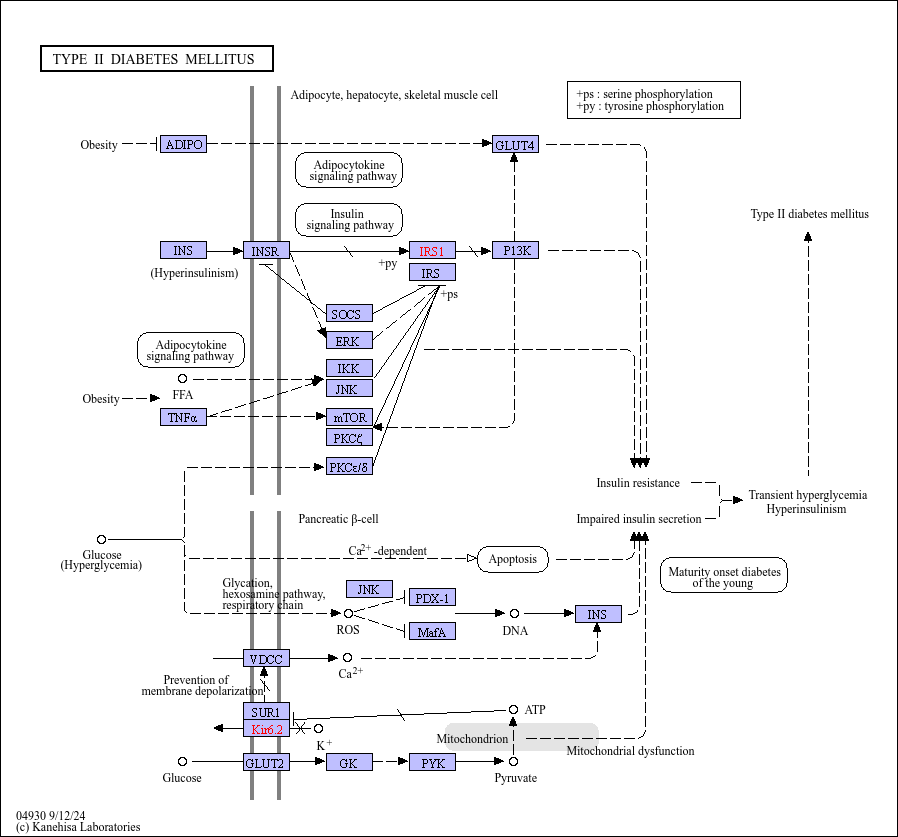 TYPE II DIABETES MELLITUS
Adipocyte, hepatocyte, skeletal muscle cell
+ps : serine phosphorylation
+py : tyrosine phosphorylation
Obesity
ADIPO
GLUT4
Adipocytokine
signaling pathway
Insulin
signaling pathway
Type II diabetes mellitus
INS
INSR
IRS1
P13K
+py
(Hyperinsulinism)
IRS
+ps
SOCS
ERK
Adipocytokine
signaling pathway
IKK
FFA
JNK
Obesity
TNFα
mTOR
PKCζ
PKCε/δ
Insulin resistance
Transient hyperglycemia
Hyperinsulinism
Pancreatic β-cell
Impaired insulin secretion
Glucose
(Hyperglycemia)
Ca2+ -dependent
Apoptosis
Maturity onset diabetes
of the young
Glycation,
hexosamine pathway,
respiratory chain
JNK
PDX-1
ROS
MafA
DNA
INS
VDCC
Ca2+
Prevention of
membrane depolarization
SUR1
ATP
Kir6.2
K+
Mitochondrion
Mitochondrial dysfunction
Glucose
GLUT2
GK
PYK
Pyruvate
04930 9/12/24
(c) Kanehisa Laboratories